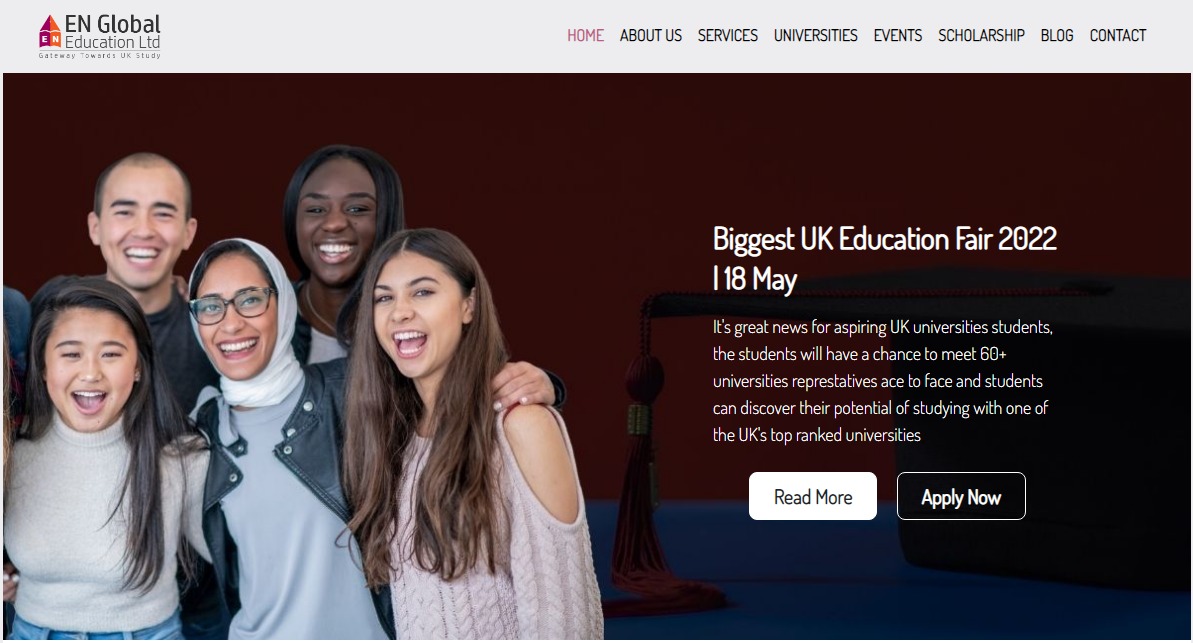 EN Global
E N
Education Ltd
Gateway Towards UK Study
HOME ABOUT US SERVICES UNIVERSITIES EVENTS SCHOLARSHIP BLOG CONTACT
Biggest UK Education Fair 2022
| 18 May
It's great news for aspiring UK universities students,
the students will have a chance to meet 60+
universities represtatives ace to face and students
can discover their potential of studying with one of
the UK's top ranked universities
Read More Apply Now